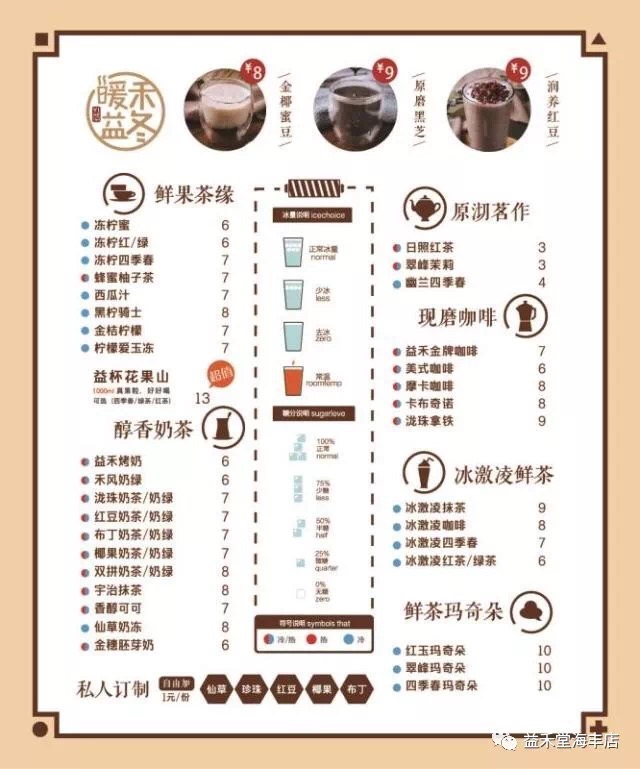 暖禾
益冬
¥8
金椰蜜豆
¥9
原磨黑芝
¥9
润养红豆
鲜果茶缘
冻柠蜜 6
冻柠红/绿 6
冻柠四季春 7
蜂蜜柚子茶 7
西瓜汁 7
黑柠骑士 8
金桔柠檬 7
柠檬爱玉冻 7
益杯花果山
超值
1000ml 真果粒,好好喝
可选 (四季春/绿茶/红茶) 13
醇香奶茶
益禾烤奶 6
禾风奶绿 6
泷珠奶茶/奶绿 7
红豆奶茶/奶绿 7
布丁奶茶/奶绿 7
椰果奶茶/奶绿 7
双拼奶茶/奶绿 8
宇治抹茶 8
香醇可可 7
仙草奶冻 8
金穗胚芽奶 6
冰量说明 icechoice
正常冰量
normal
少冰
less
去冰
zero
常温
roomtemp
糖分说明 sugarleve
100%
正常
normal
75%
少糖
less
50%
半糖
half
25%
微糖
quarter
0%
无糖
zero
符号说明 symbols that
冷/热 热 冷
原沏茗作
日照红茶 3
翠峰茉莉 3
幽兰四季春 4
现磨咖啡
益禾金牌咖啡 7
美式咖啡 6
摩卡咖啡 8
卡布奇诺 8
泷珠拿铁 9
冰激凌鲜茶
冰激凌抹茶 9
冰激凌咖啡 8
冰激凌四季春 7
冰激凌红茶/绿茶 6
鲜茶玛奇朵
红玉玛奇朵 10
翠峰玛奇朵 10
四季春玛奇朵 10
私人订制
自由加
1元/份
仙草 珍珠 红豆 椰果 布丁
益禾堂海丰店